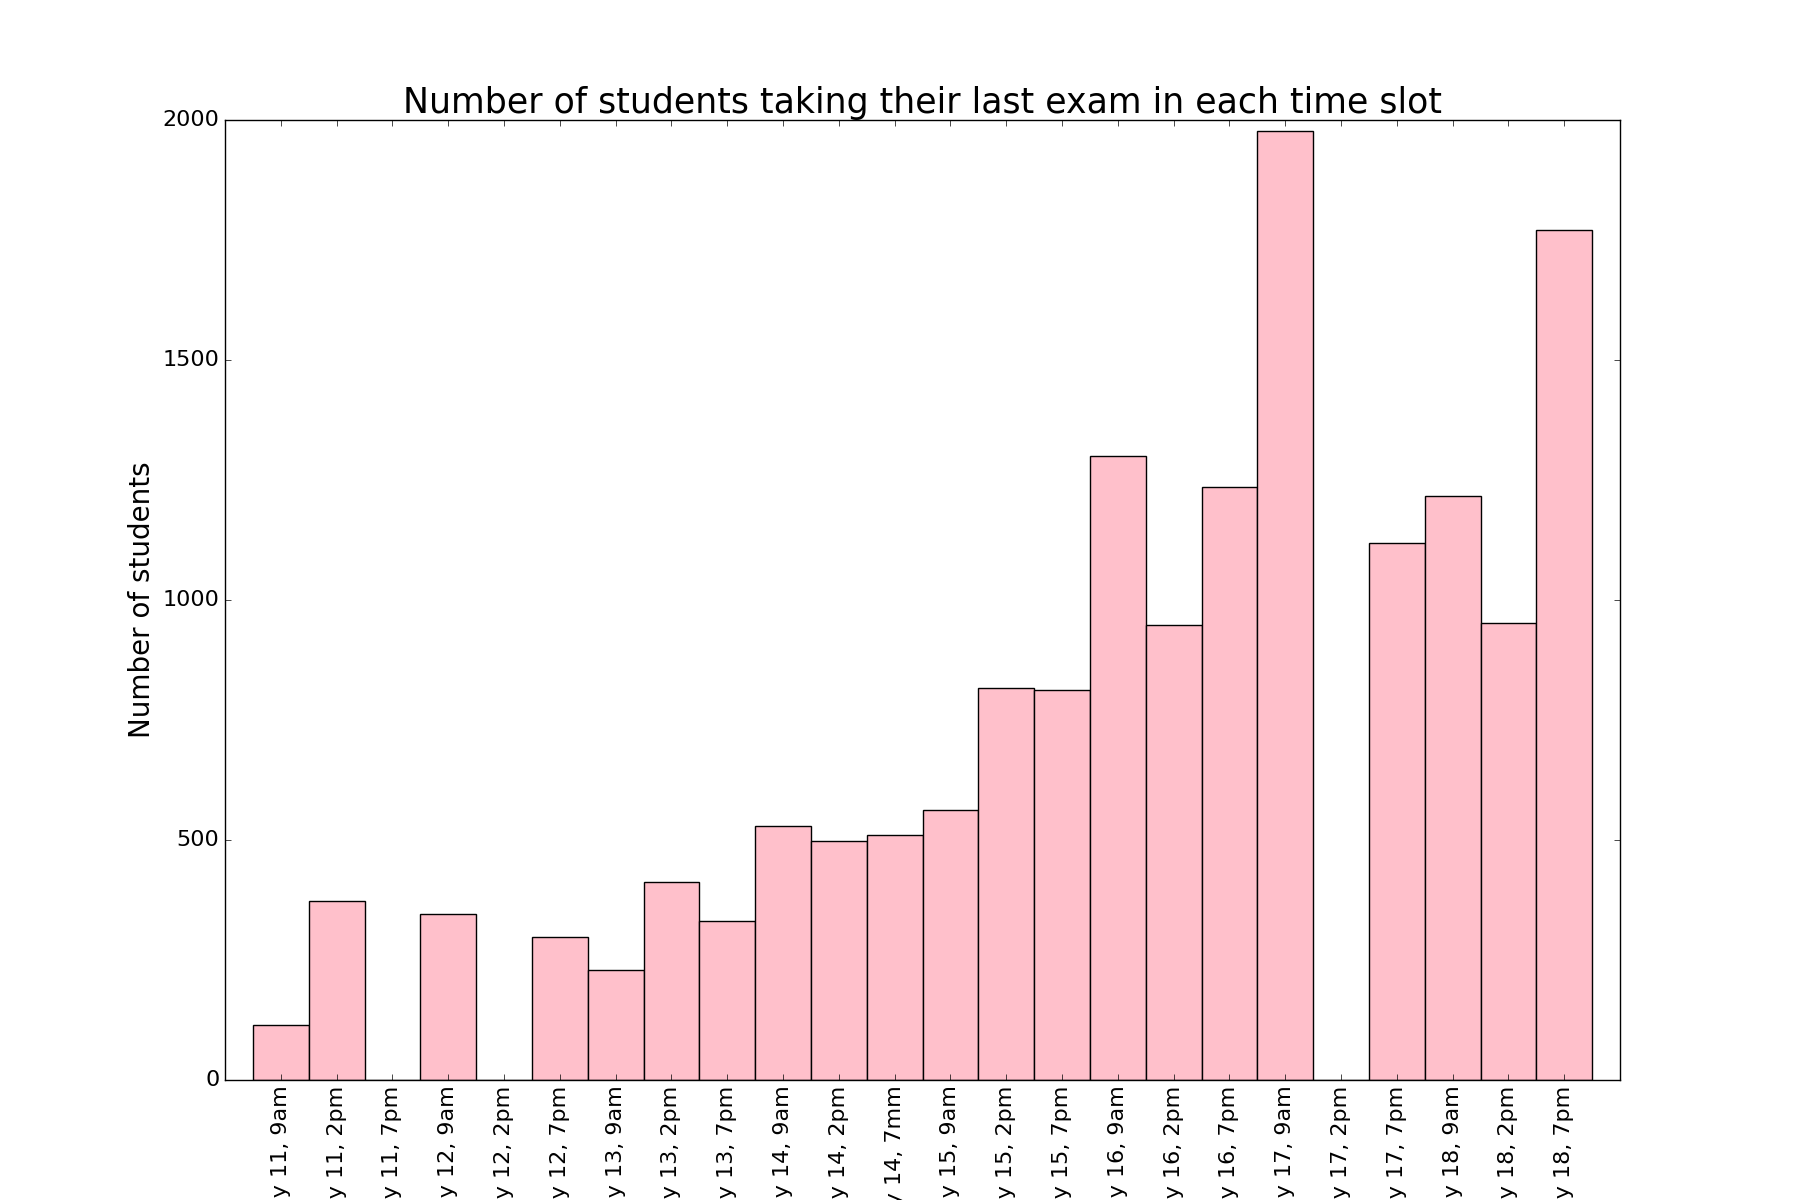 Number of students taking their last exam in each time slot
Number of students
2000
1500
1000
500
0
y 11, 9am
y 11, 2pm
y 11, 7pm
y 12, 9am
y 12, 2pm
y 12, 7pm
y 13, 9am
y 13, 2pm
y 13, 7pm
y 14, 9am
y 14, 2pm
y 14, 7mm
y 15, 9am
y 15, 2pm
y 15, 7pm
y 16, 9am
y 16, 2pm
y 16, 7pm
y 17, 9am
y 17, 2pm
y 17, 7pm
y 18, 9am
y 18, 2pm
y 18, 7pm